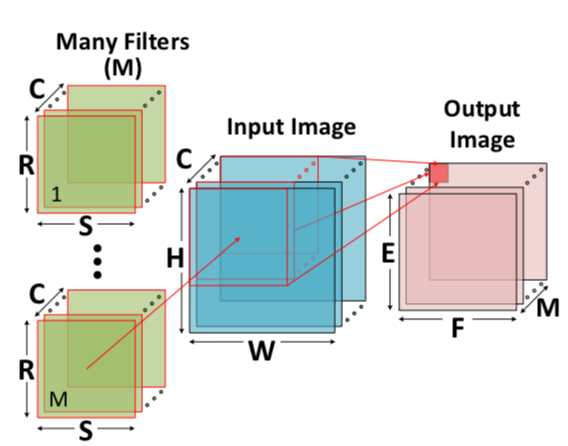 Many Filters
(M)
C
R
1
S
C
R
M
S
Input Image
C
H
W
Output
Image
E
F
M